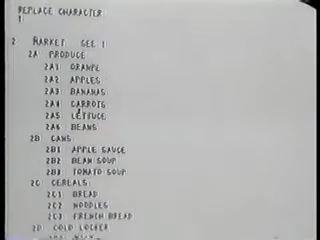 REPLACE CHARACTER
1
2 MARKET SEE 1
2A PRODUCE
2A1 ORANPE
2A2 APPLES
2A3 BANANAS
2A4 CARROTS
2A5 LETTUCE
2A6 BEANS
2B CANS
2B1 APPLE SAUCE
2B2 BEAN SOUP
2B3 TOMATO SOUP
2C CEREALS
2C1 BREAD
2C2 NOODLES
2C3 FRENCH BREAD
2D COLD LOCKER